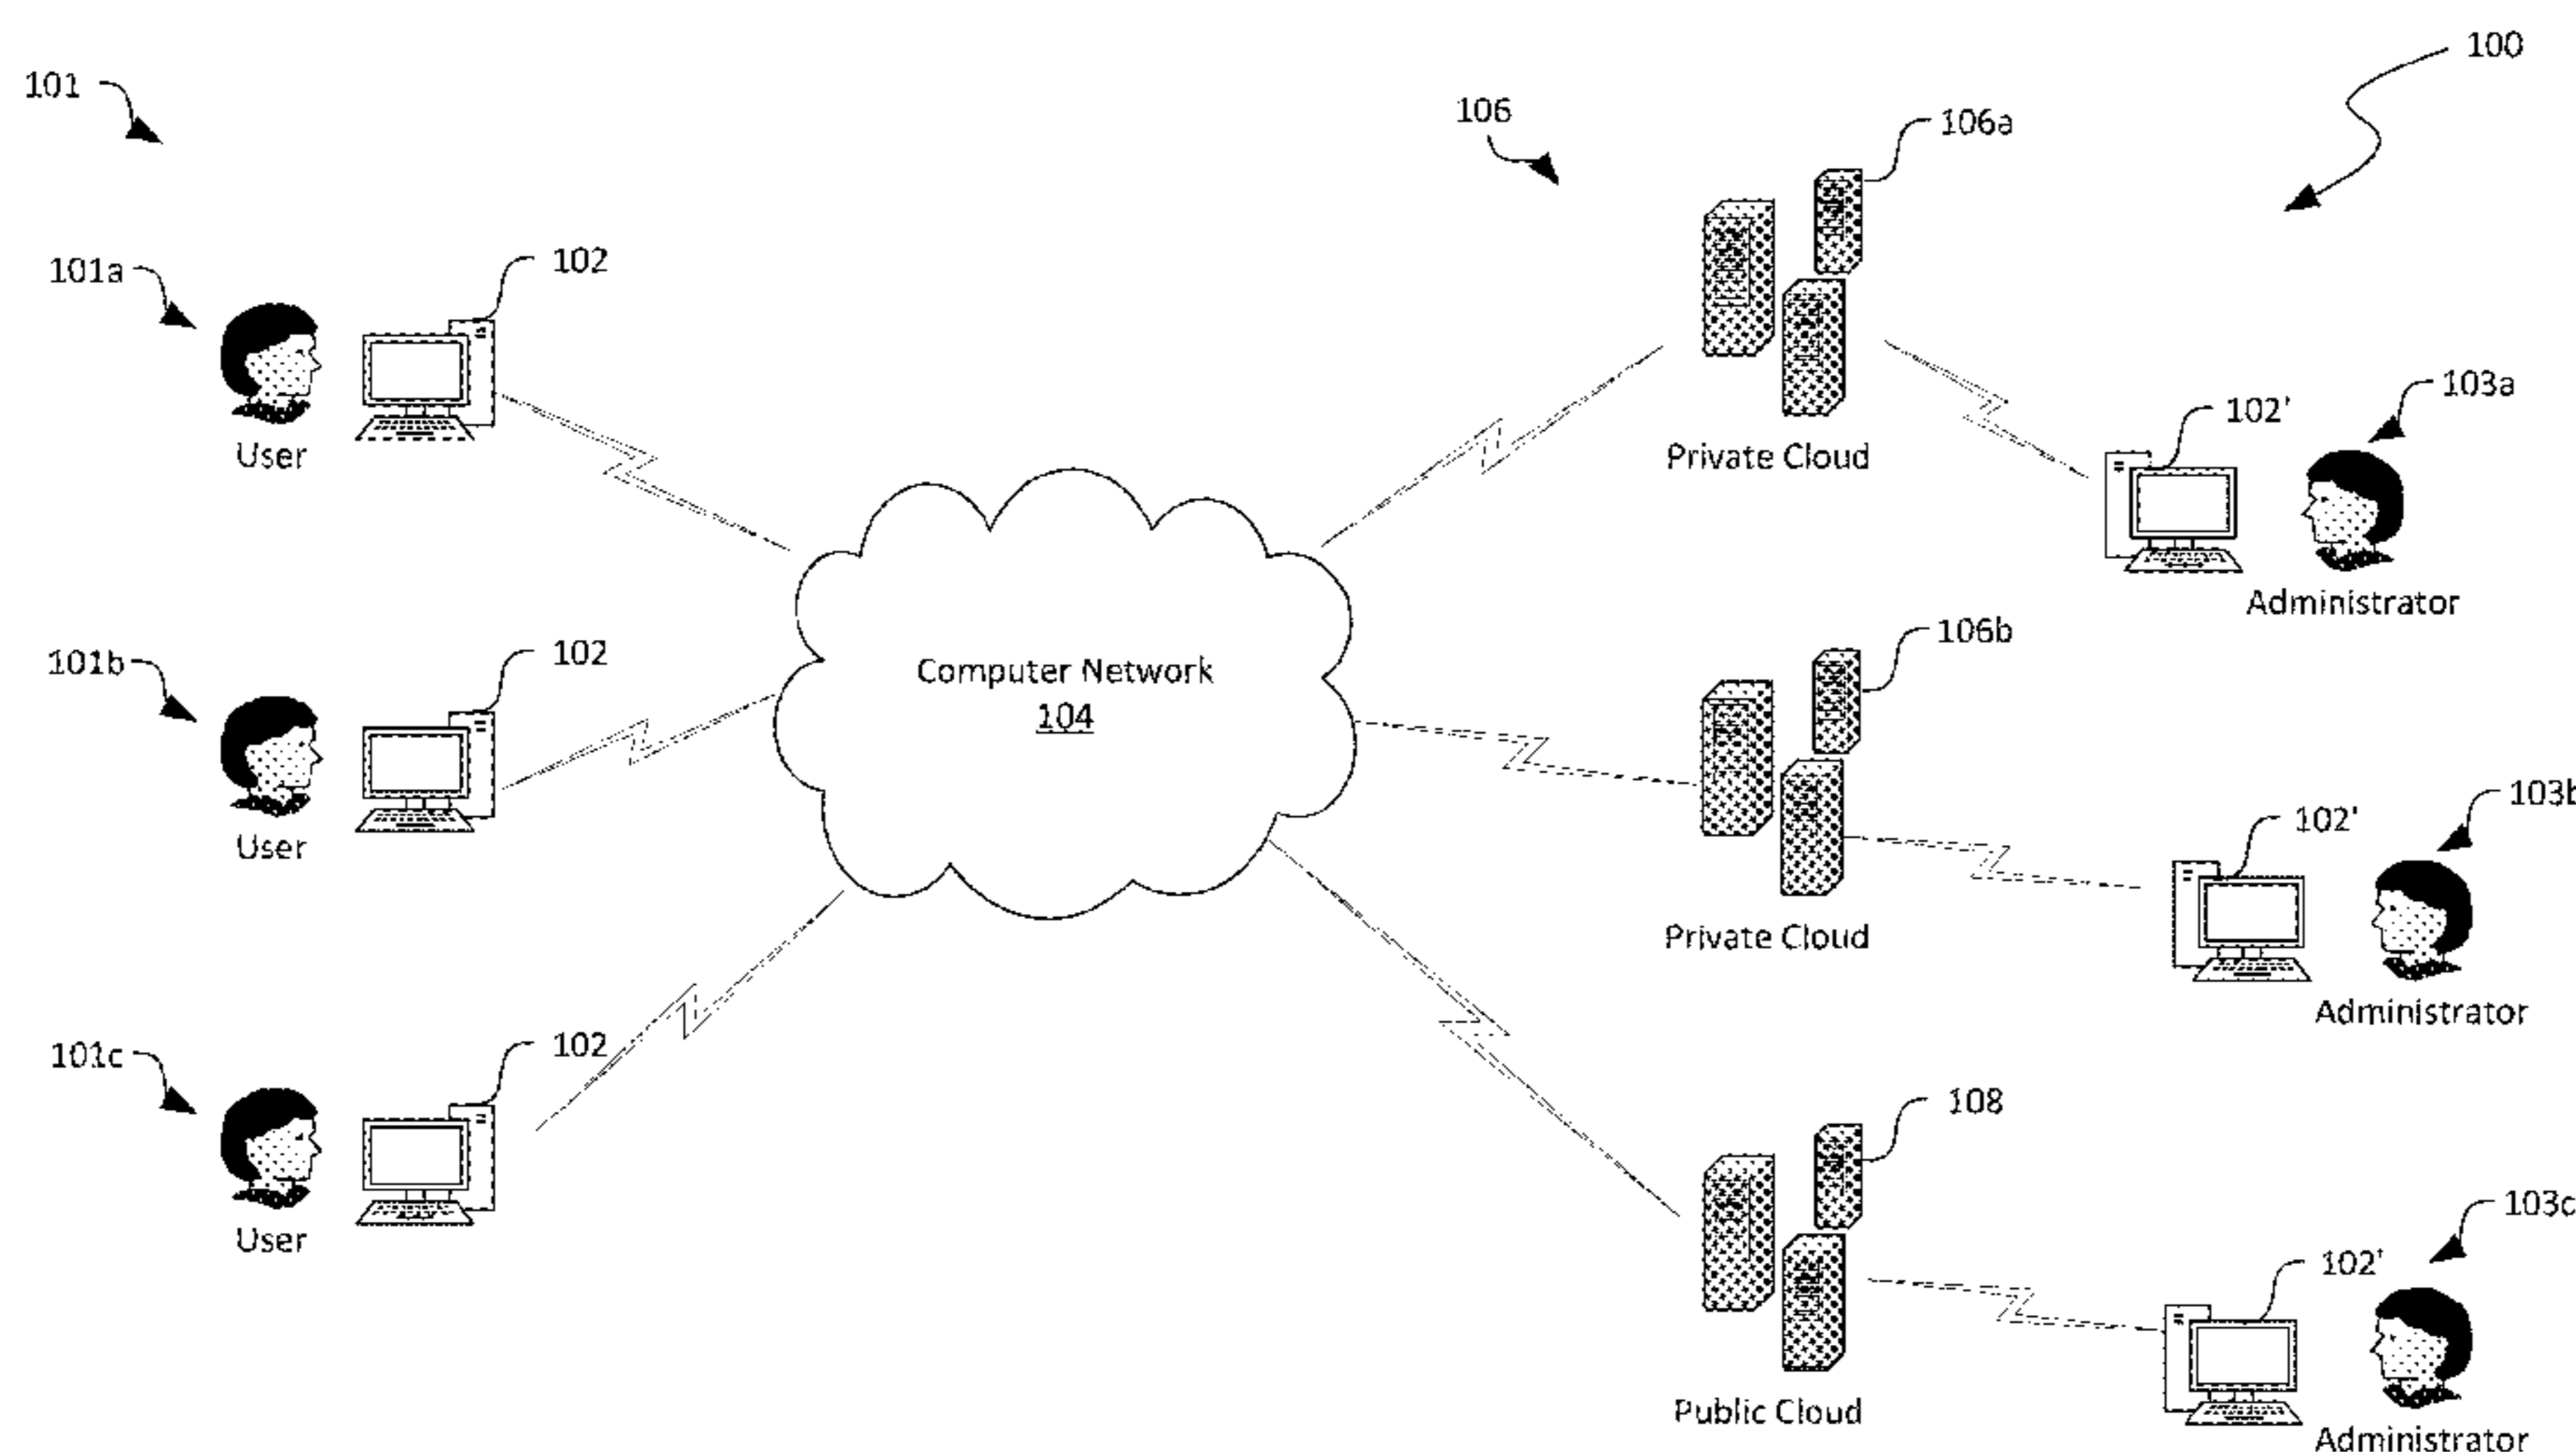 100
101
106
106a
101a
102
103a
102'
User
Private Cloud
Administrator
106b
101b
102
Computer Network
104
103b
102'
User
Private Cloud
Administrator
101c
102
108
103c
102'
User
Public Cloud
Administrator